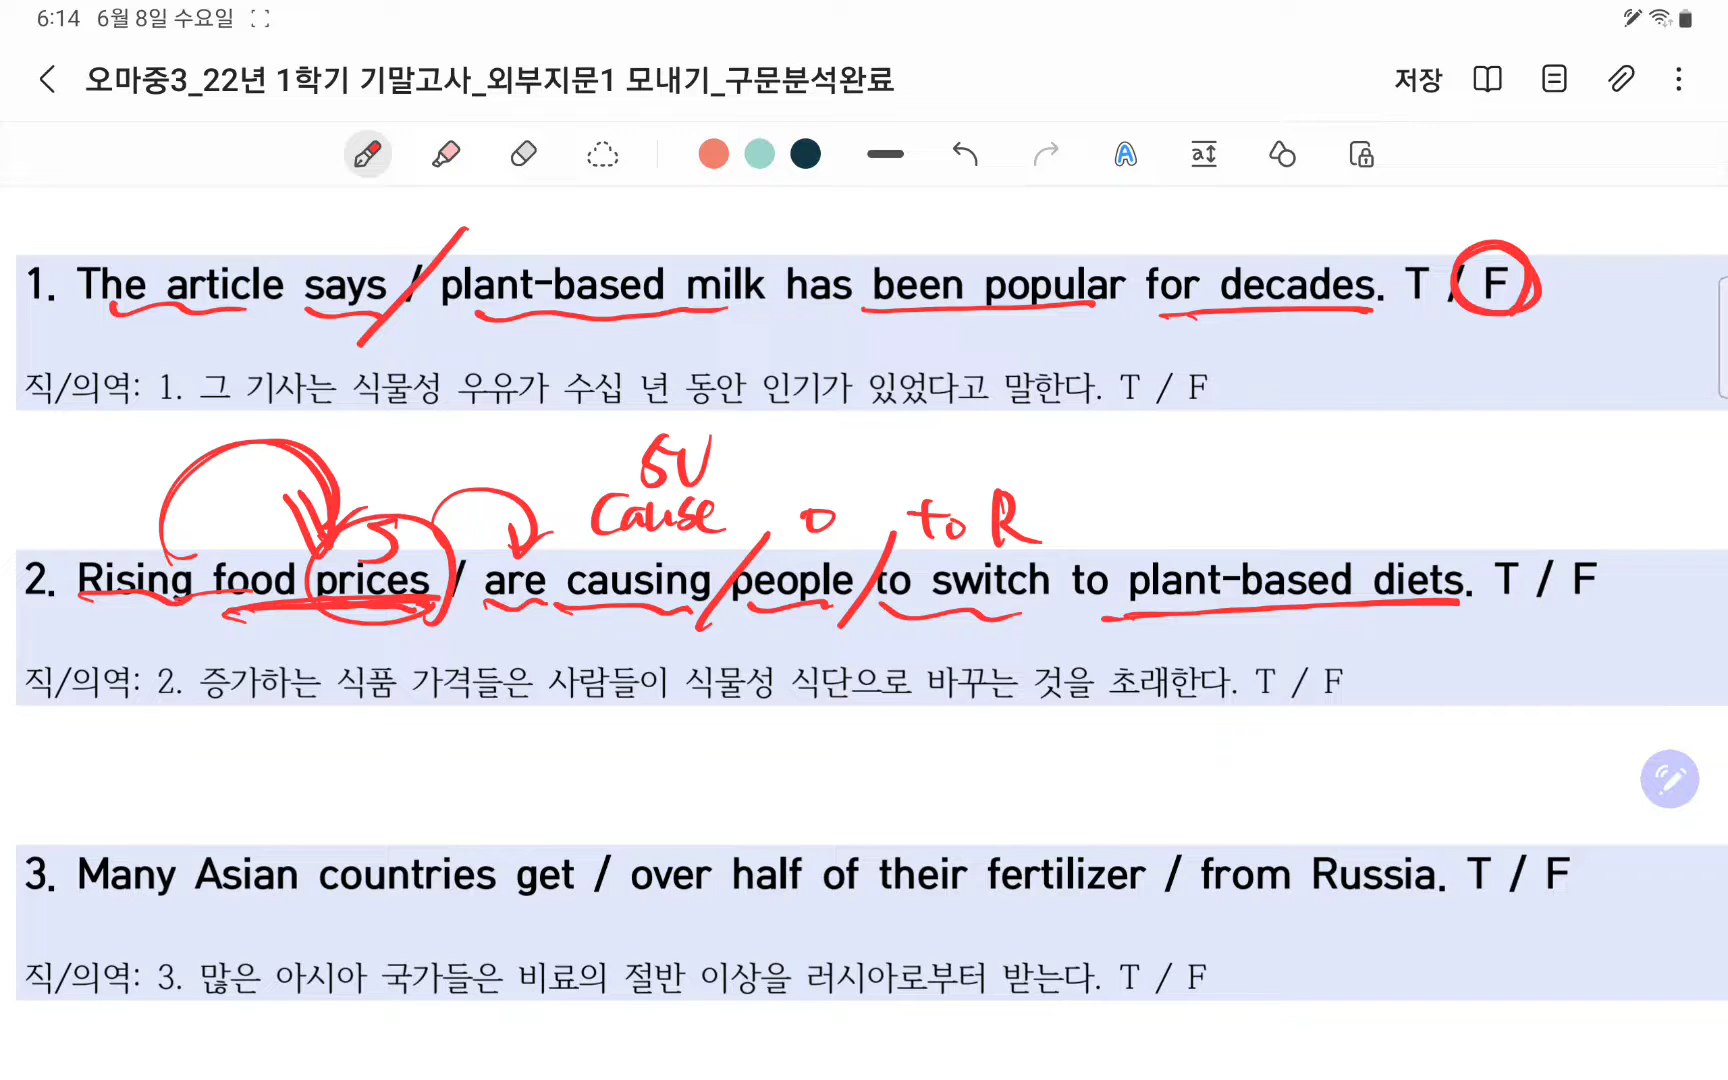 6:14 6월 8일 수요일
오마중3_22년 1학기 기말고사_외부지문1 모내기_구문분석완료 저장
1. The article says / plant-based milk has been popular for decades. T / F
직/의역: 1. 그 기사는 식물성 우유가 수십 년 동안 인기가 있었다고 말한다. T / F
5V
Cause o to R
S
2. Rising food prices / are causing people to switch to plant-based diets. T / F
직/의역: 2. 증가하는 식품 가격들은 사람들이 식물성 식단으로 바꾸는 것을 초래한다. T / F
3. Many Asian countries get / over half of their fertilizer / from Russia. T / F
직/의역: 3. 많은 아시아 국가들은 비료의 절반 이상을 러시아로부터 받는다. T / F